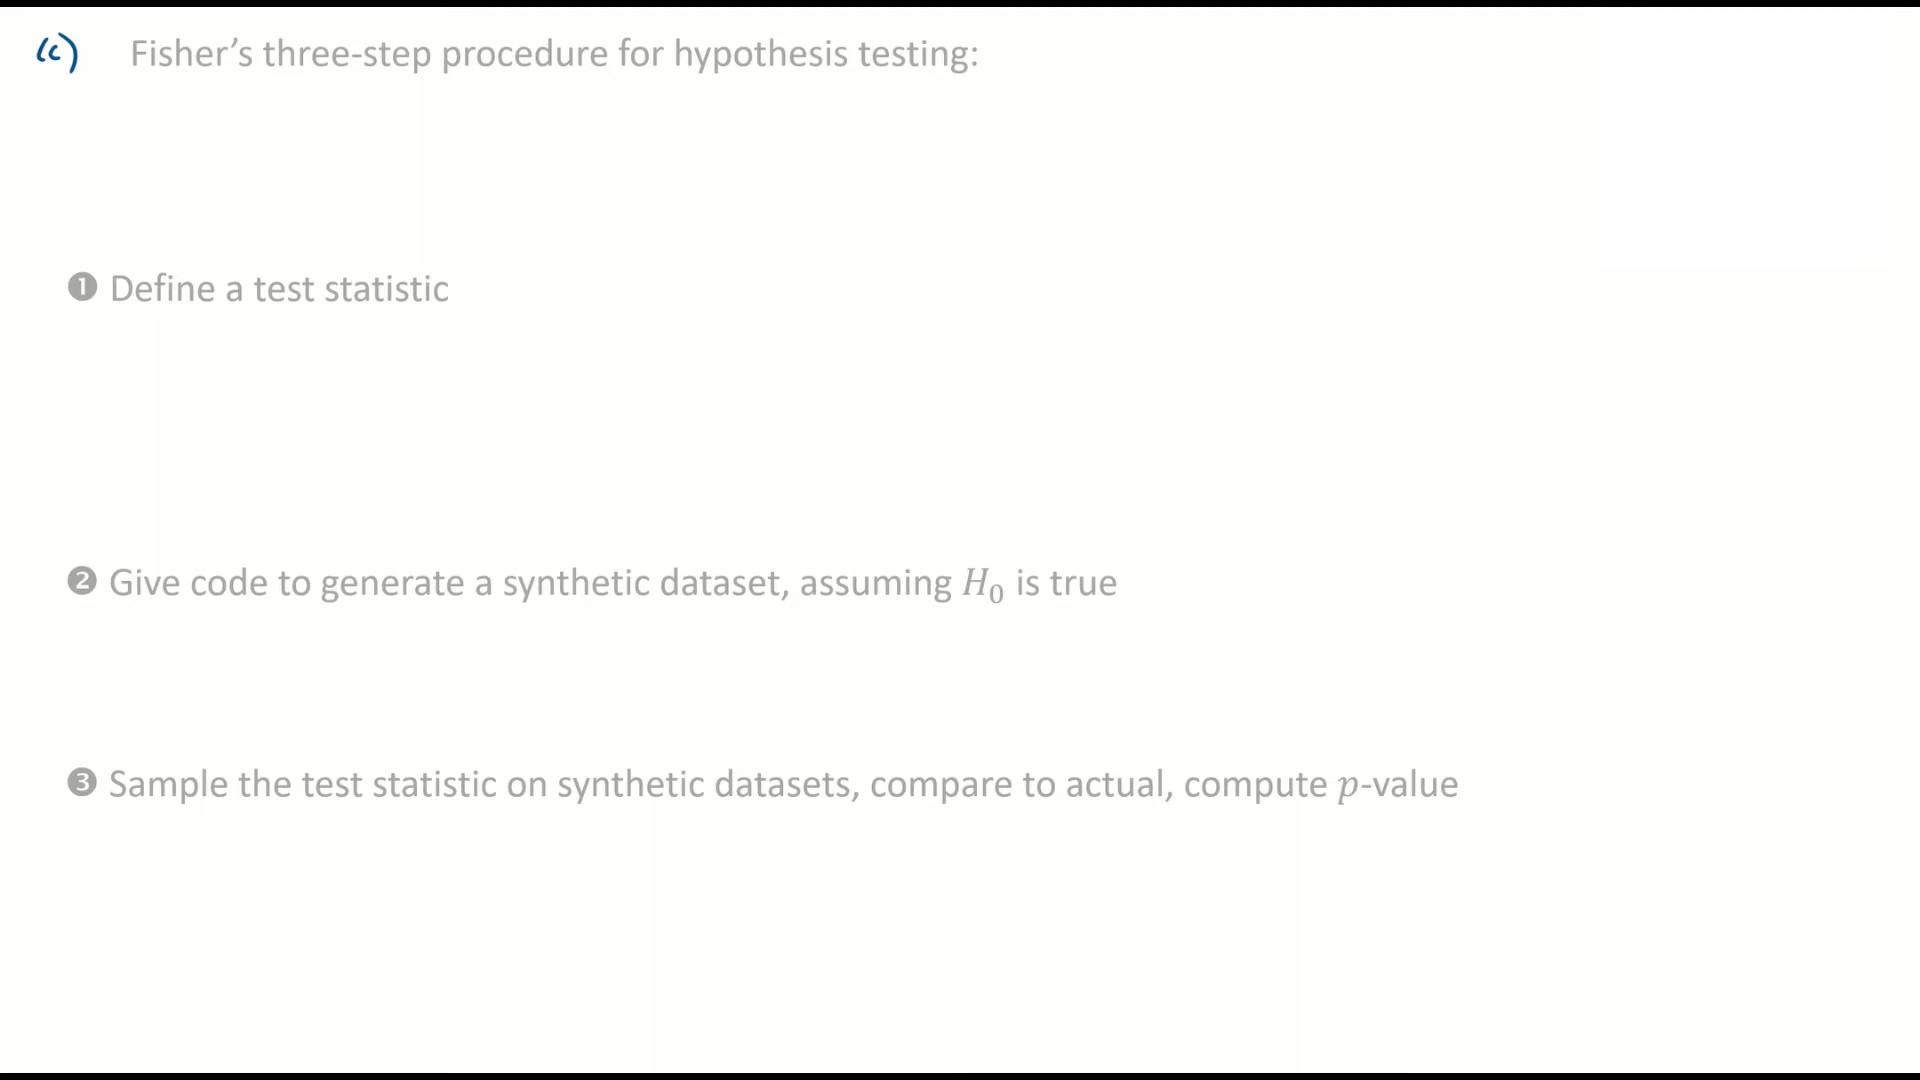 (c) Fisher’s three-step procedure for hypothesis testing:
❶ Define a test statistic
❷ Give code to generate a synthetic dataset, assuming H₀ is true
❸ Sample the test statistic on synthetic datasets, compare to actual, compute p-value